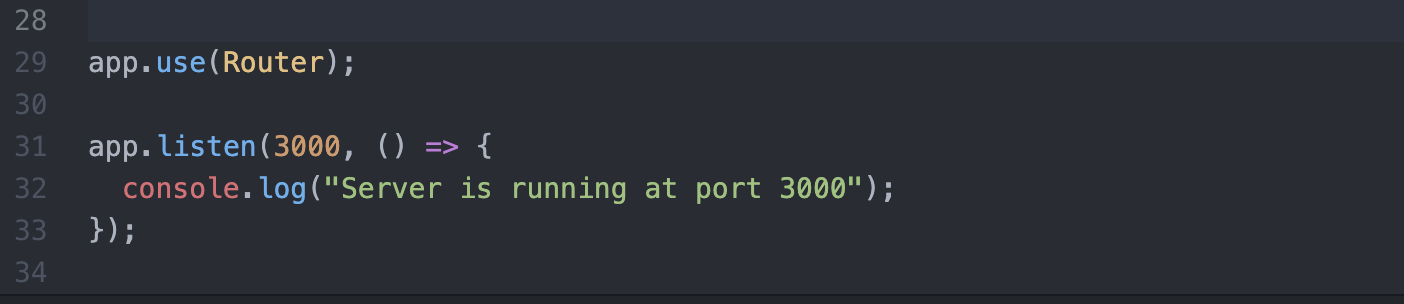 28
29 app.use(Router);
30
31 app.listen(3000, () => {
32   console.log("Server is running at port 3000");
33 });
34